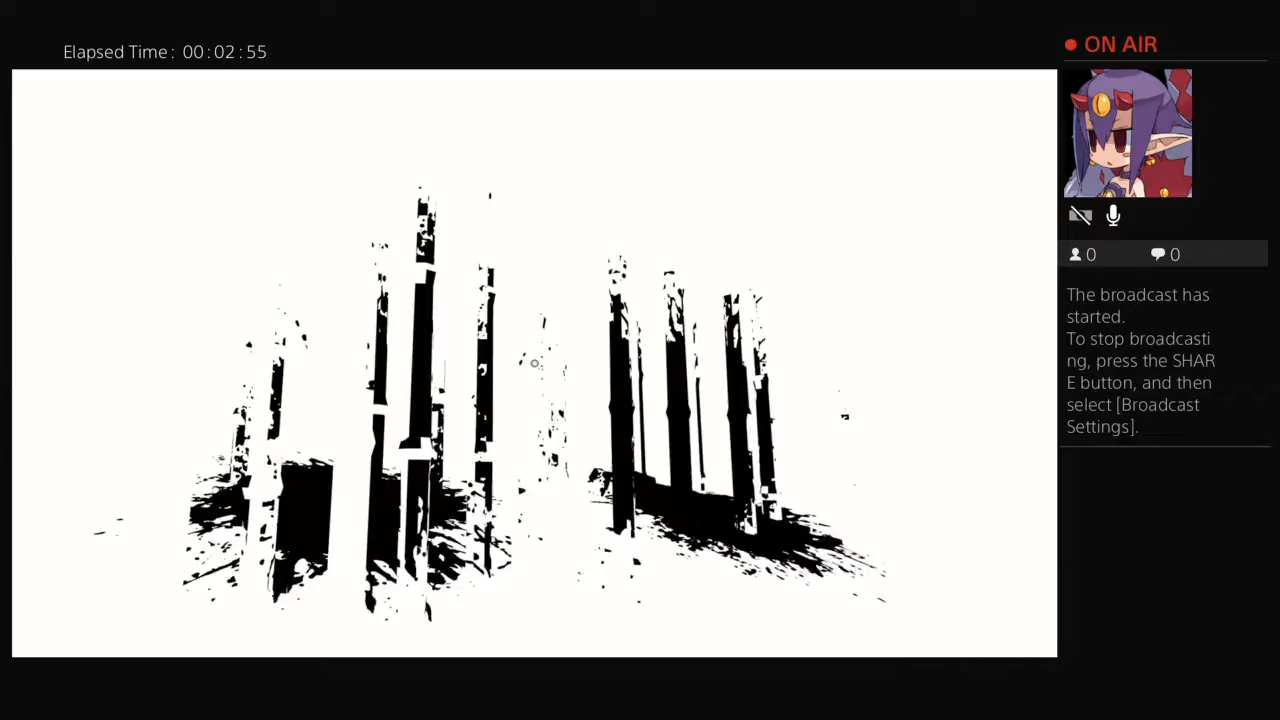 Elapsed Time: 00:02:55
ON AIR
0 0
The broadcast has
started.
To stop broadcasti
ng, press the SHAR
E button, and then
select [Broadcast
Settings].